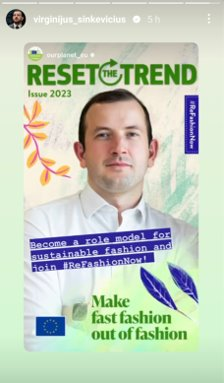 virginijus_sinkevicius 5 h
ourplanet_eu
RESET THE TREND
Issue 2023
#ReFashionNow
Become a role model for
sustainable fashion and
join #ReFashionNow!
Make
fast fashion
out of fashion